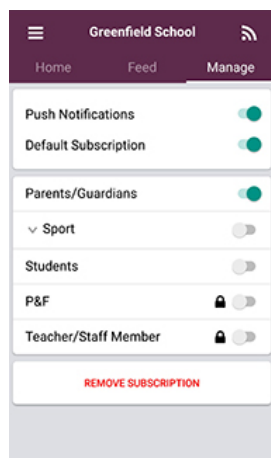 Greenfield School
Home Feed Manage
Push Notifications
Default Subscription
Parents/Guardians
Sport
Students
P&F
Teacher/Staff Member
REMOVE SUBSCRIPTION